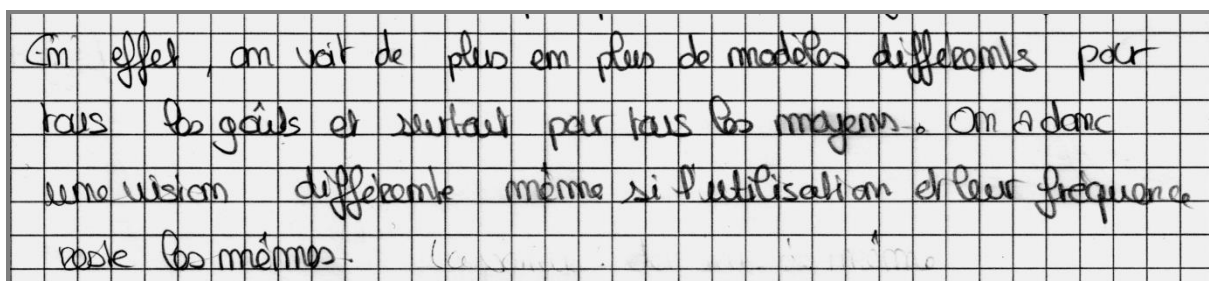 En effet, on voit de plus en plus de modèles différents pour
tous les goûts et surtout pour tous les moyens. On a donc
une vision différente même si l'utilisation et leur fréquence
reste les mêmes.